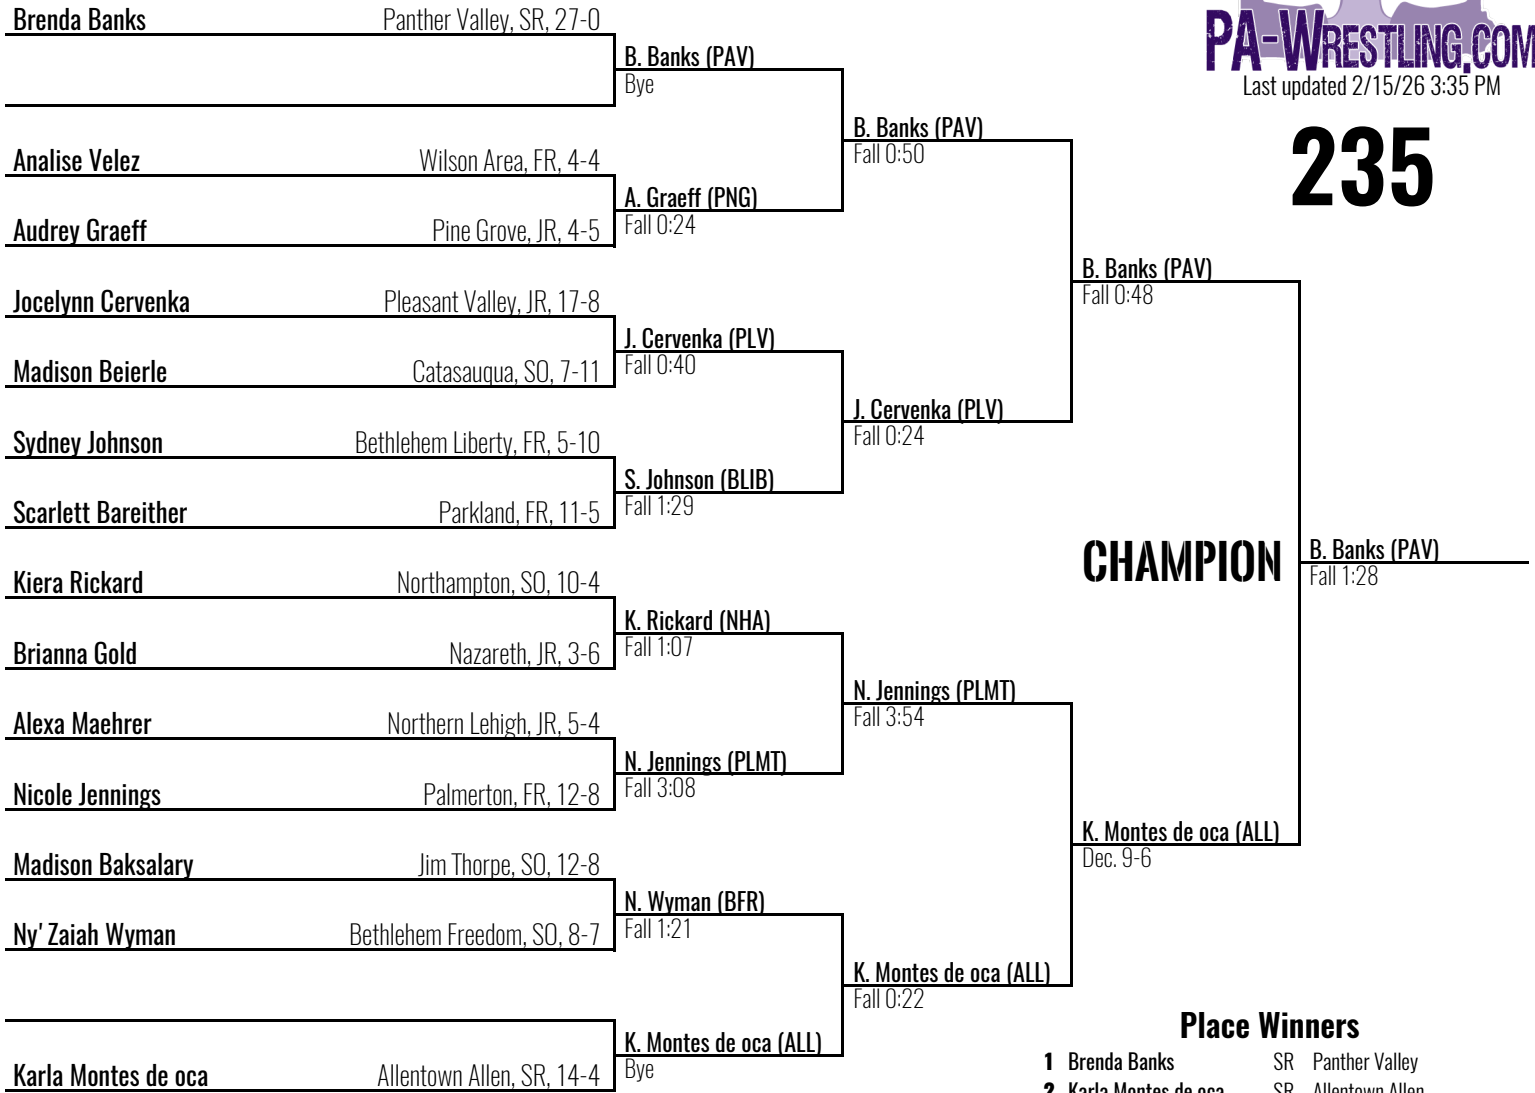 Brenda Banks Panther Valley, SR, 27-0
PA-WRESTLING.COM
Last updated 2/15/26 3:35 PM
235
B. Banks (PAV)
Bye
B. Banks (PAV)
Fall 0:50
Analise Velez Wilson Area, FR, 4-4
A. Graeff (PNG)
Fall 0:24
Audrey Graeff Pine Grove, JR, 4-5
B. Banks (PAV)
Fall 0:48
Jocelynn Cervenka Pleasant Valley, JR, 17-8
J. Cervenka (PLV)
Fall 0:40
Madison Beierle Catasauqua, SO, 7-11
J. Cervenka (PLV)
Fall 0:24
Sydney Johnson Bethlehem Liberty, FR, 5-10
S. Johnson (BLIB)
Fall 1:29
Scarlett Bareither Parkland, FR, 11-5
CHAMPION
B. Banks (PAV)
Fall 1:28
Kiera Rickard Northampton, SO, 10-4
K. Rickard (NHA)
Fall 1:07
Brianna Gold Nazareth, JR, 3-6
N. Jennings (PLMT)
Fall 3:54
Alexa Maehrer Northern Lehigh, JR, 5-4
N. Jennings (PLMT)
Fall 3:08
Nicole Jennings Palmerton, FR, 12-8
K. Montes de oca (ALL)
Dec. 9-6
Madison Baksalary Jim Thorpe, SO, 12-8
N. Wyman (BFR)
Fall 1:21
Ny'Zaiah Wyman Bethlehem Freedom, SO, 8-7
K. Montes de oca (ALL)
Fall 0:22
K. Montes de oca (ALL)
Bye
Karla Montes de oca Allentown Allen, SR, 14-4
Place Winners
1 Brenda Banks SR Panther Valley
2 Karla Montes de oca SR Allentown Allen